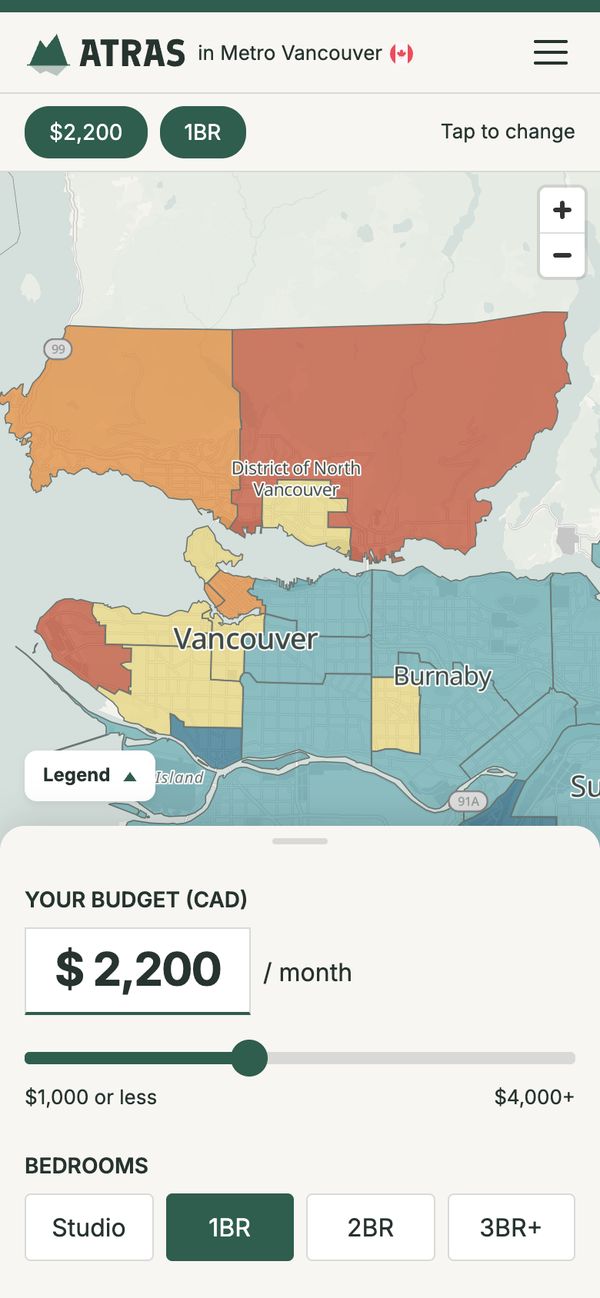 ATRAS in Metro Vancouver 🇨🇦
$2,200 1BR Tap to change
+
−
99
District of North
Vancouver
Vancouver
Burnaby
Legend ▲ Island
Su
91A
YOUR BUDGET (CAD)
$ 2,200 / month
$1,000 or less $4,000+
BEDROOMS
Studio 1BR 2BR 3BR+